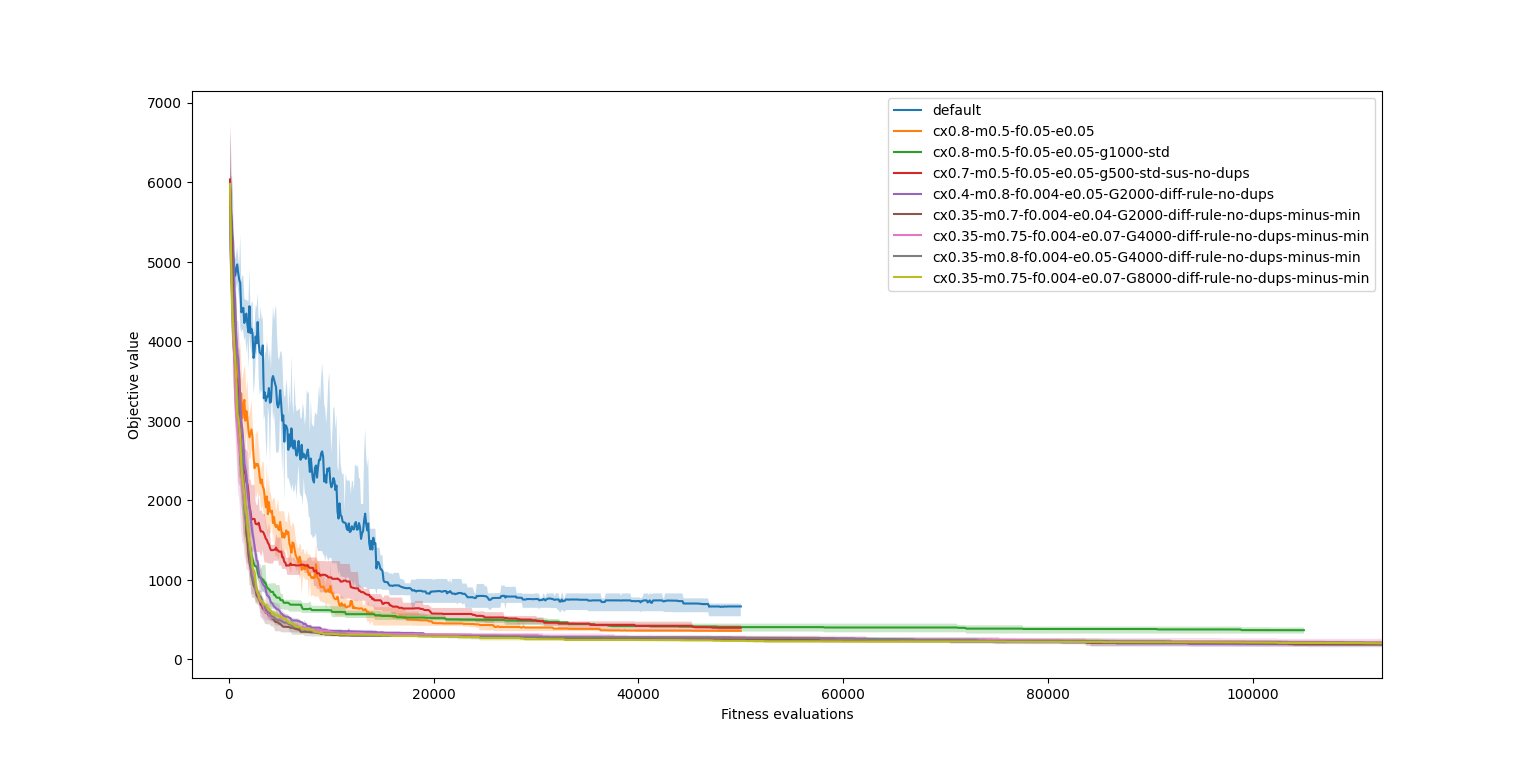 7000
6000
5000
4000
3000
2000
1000
0
Objective value
0
20000
40000
60000
80000
100000
Fitness evaluations
default
cx0.8-m0.5-f0.05-e0.05
cx0.8-m0.5-f0.05-e0.05-g1000-std
cx0.7-m0.5-f0.05-e0.05-g500-std-sus-no-dups
cx0.4-m0.8-f0.004-e0.05-G2000-diff-rule-no-dups
cx0.35-m0.7-f0.004-e0.04-G2000-diff-rule-no-dups-minus-min
cx0.35-m0.75-f0.004-e0.07-G4000-diff-rule-no-dups-minus-min
cx0.35-m0.8-f0.004-e0.05-G4000-diff-rule-no-dups-minus-min
cx0.35-m0.75-f0.004-e0.07-G8000-diff-rule-no-dups-minus-min